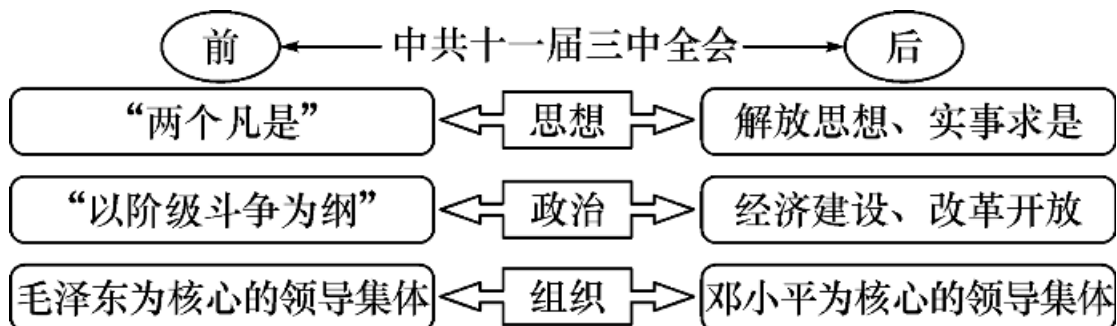 前 中共十一届三中全会 后
“两个凡是” 思想 解放思想、实事求是
“以阶级斗争为纲” 政治 经济建设、改革开放
毛泽东为核心的领导集体 组织 邓小平为核心的领导集体